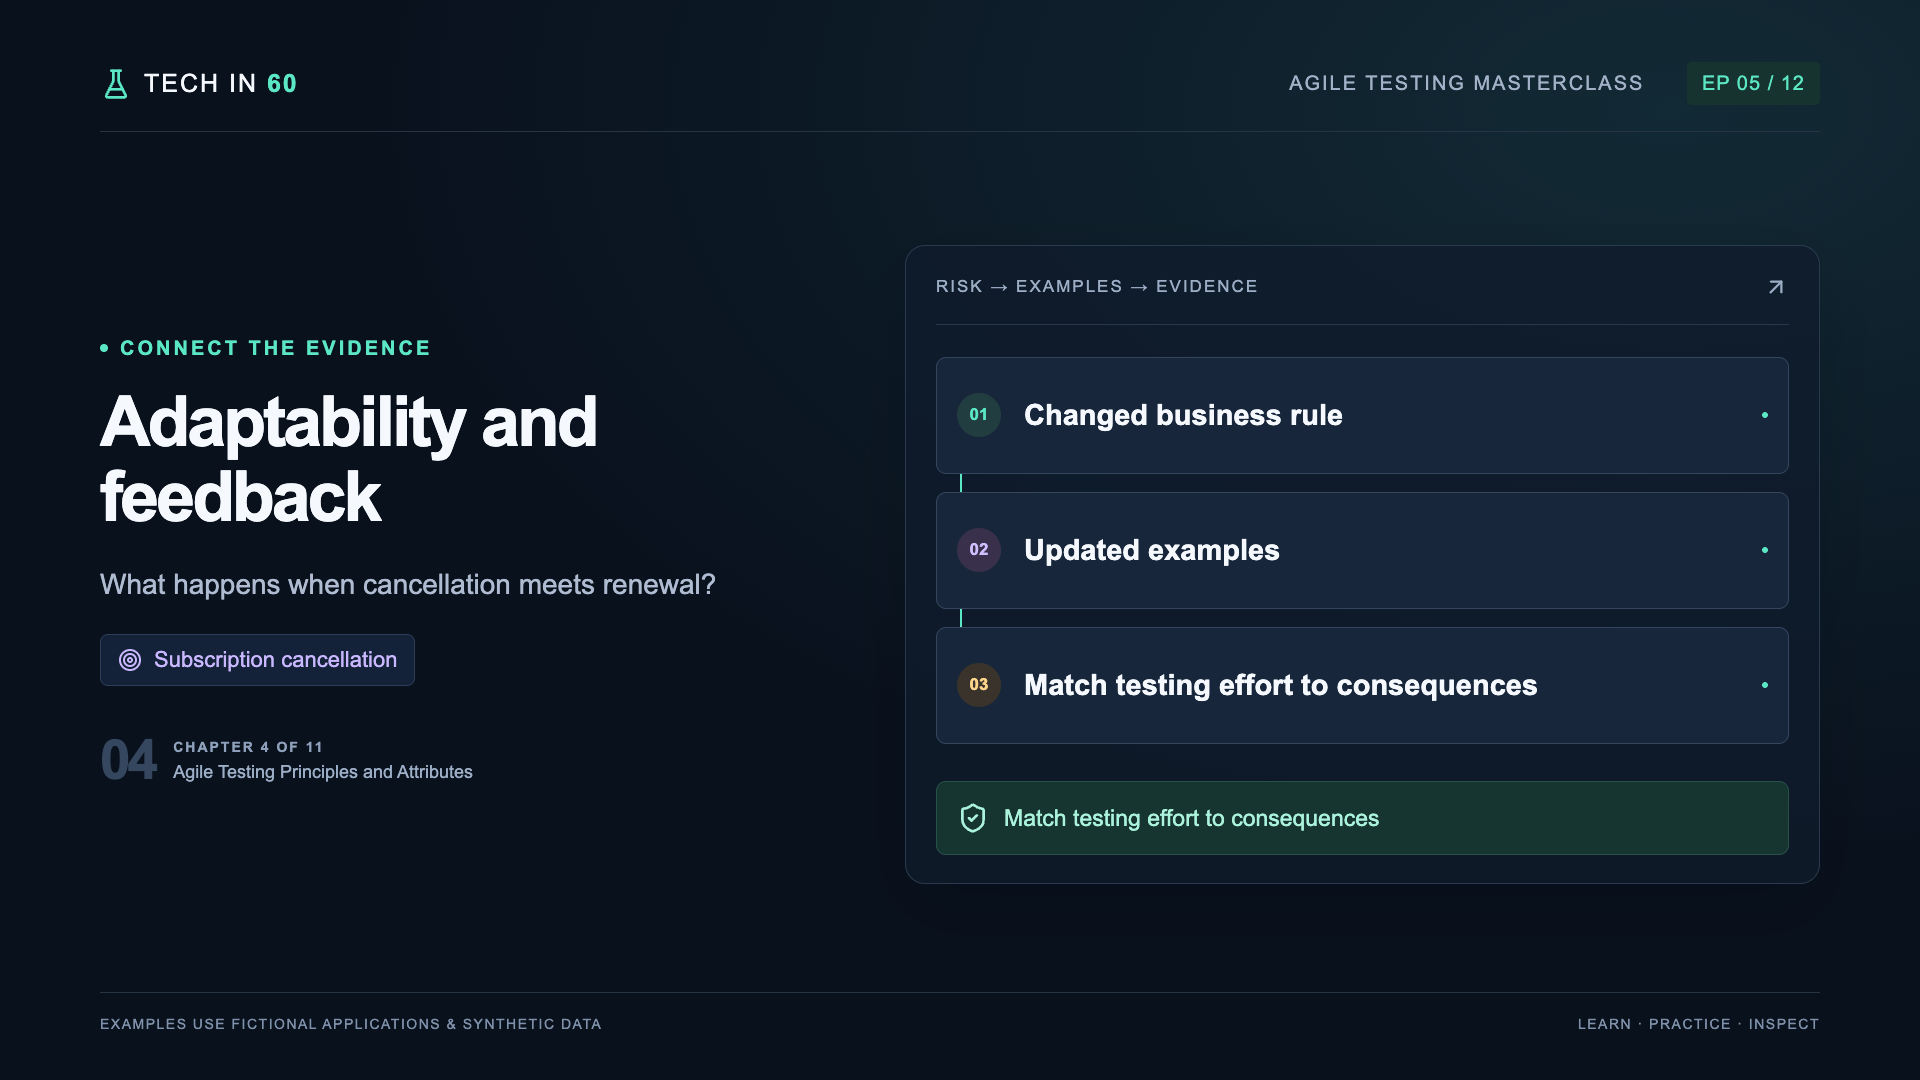 TECH IN 60
AGILE TESTING MASTERCLASS
EP 05 / 12
• CONNECT THE EVIDENCE
Adaptability and
feedback
What happens when cancellation meets renewal?
Subscription cancellation
04
CHAPTER 4 OF 11
Agile Testing Principles and Attributes
RISK → EXAMPLES → EVIDENCE
01
Changed business rule
02
Updated examples
03
Match testing effort to consequences
Match testing effort to consequences
EXAMPLES USE FICTIONAL APPLICATIONS & SYNTHETIC DATA
LEARN · PRACTICE · INSPECT